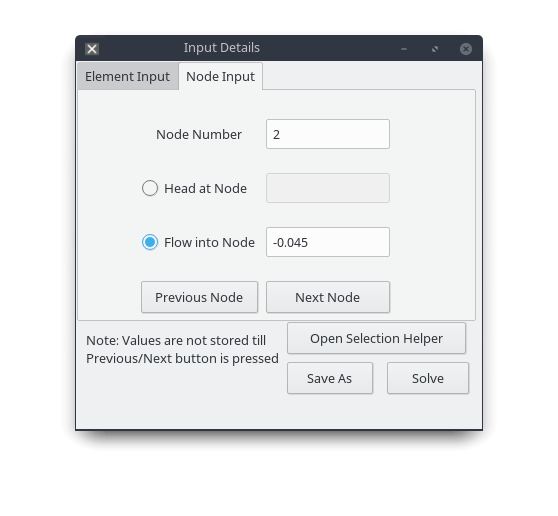 Input Details
Element Input Node Input
Node Number 2
Head at Node
Flow into Node -0.045
Previous Node Next Node
Note: Values are not stored till
Previous/Next button is pressed
Open Selection Helper
Save As Solve